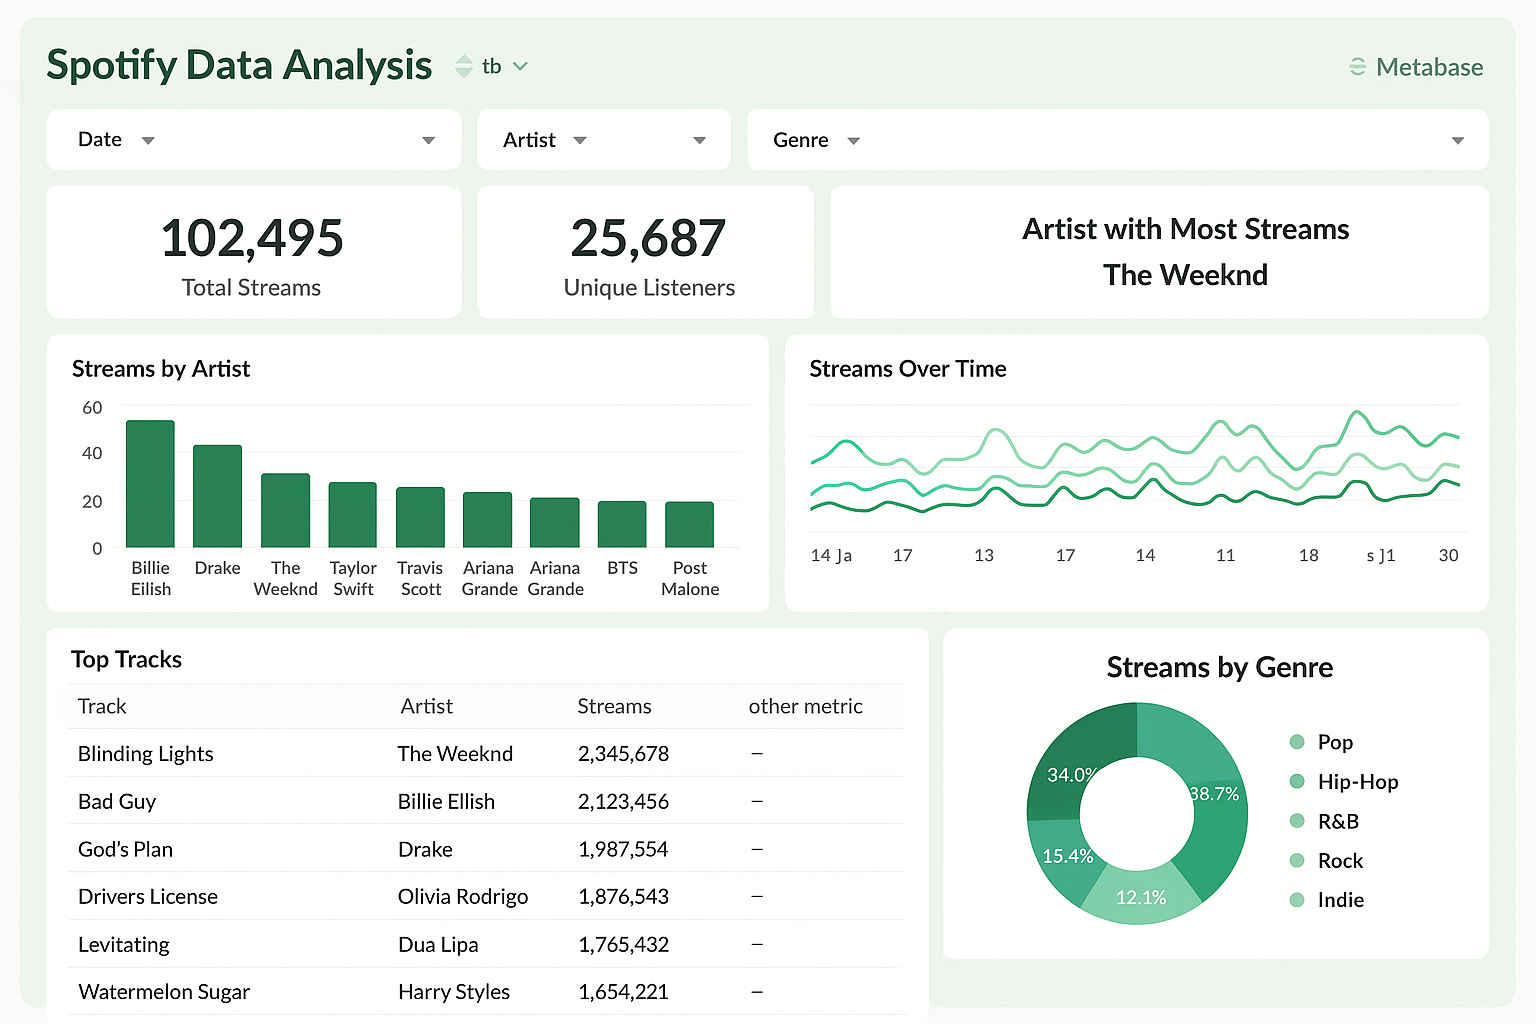 Spotify Data Analysis
tb
Metabase
Date
Artist
Genre
102,495
Total Streams
25,687
Unique Listeners
Artist with Most Streams
The Weeknd
Streams by Artist
60
40
20
0
Billie Eilish
Drake
The Weeknd
Taylor Swift
Travis Scott
Ariana Grande
Ariana Grande
BTS
Post Malone
Streams Over Time
14 Ja 17 13 17 14 11 18 s J1 30
Top Tracks
Track Artist Streams other metric
Blinding Lights The Weeknd 2,345,678 –
Bad Guy Billie Ellish 2,123,456 –
God’s Plan Drake 1,987,554 –
Drivers License Olivia Rodrigo 1,876,543 –
Levitating Dua Lipa 1,765,432 –
Watermelon Sugar Harry Styles 1,654,221 –
Streams by Genre
34.0%
38.7%
15.4%
12.1%
Pop
Hip-Hop
R&B
Rock
Indie